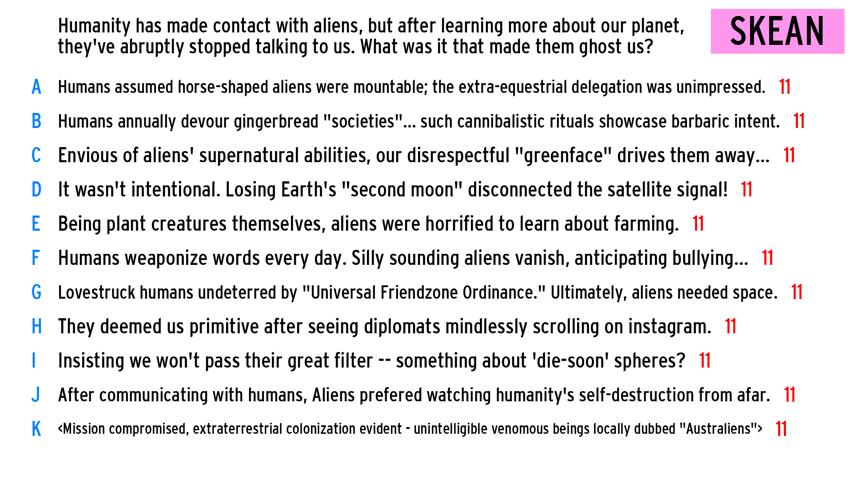 Humanity has made contact with aliens, but after learning more about our planet,
they've abruptly stopped talking to us. What was it that made them ghost us?
SKEAN
A Humans assumed horse-shaped aliens were mountable; the extra-equestrial delegation was unimpressed. 11
B Humans annually devour gingerbread "societies"... such cannibalistic rituals showcase barbaric intent. 11
C Envious of aliens' supernatural abilities, our disrespectful "greenface" drives them away... 11
D It wasn't intentional. Losing Earth's "second moon" disconnected the satellite signal! 11
E Being plant creatures themselves, aliens were horrified to learn about farming. 11
F Humans weaponize words every day. Silly sounding aliens vanish, anticipating bullying... 11
G Lovestruck humans undeterred by "Universal Friendzone Ordinance." Ultimately, aliens needed space. 11
H They deemed us primitive after seeing diplomats mindlessly scrolling on instagram. 11
I Insisting we won't pass their great filter -- something about 'die-soon' spheres? 11
J After communicating with humans, Aliens prefered watching humanity's self-destruction from afar. 11
K <Mission compromised, extraterrestrial colonization evident - unintelligible venomous beings locally dubbed "Australiens"> 11